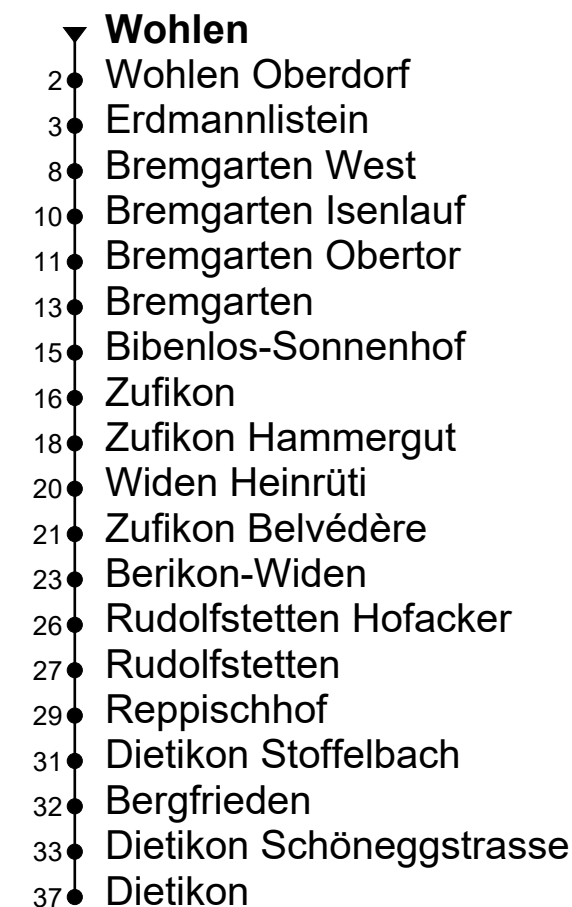 Wohlen
2 Wohlen Oberdorf
3 Erdmannlistein
8 Bremgarten West
10 Bremgarten Isenlauf
11 Bremgarten Obertor
13 Bremgarten
15 Bibenlos-Sonnenhof
16 Zufikon
18 Zufikon Hammergut
20 Widen Heinrüti
21 Zufikon Belvédère
23 Berikon-Widen
26 Rudolfstetten Hofacker
27 Rudolfstetten
29 Reppischhof
31 Dietikon Stoffelbach
32 Bergfrieden
33 Dietikon Schöneggstrasse
37 Dietikon